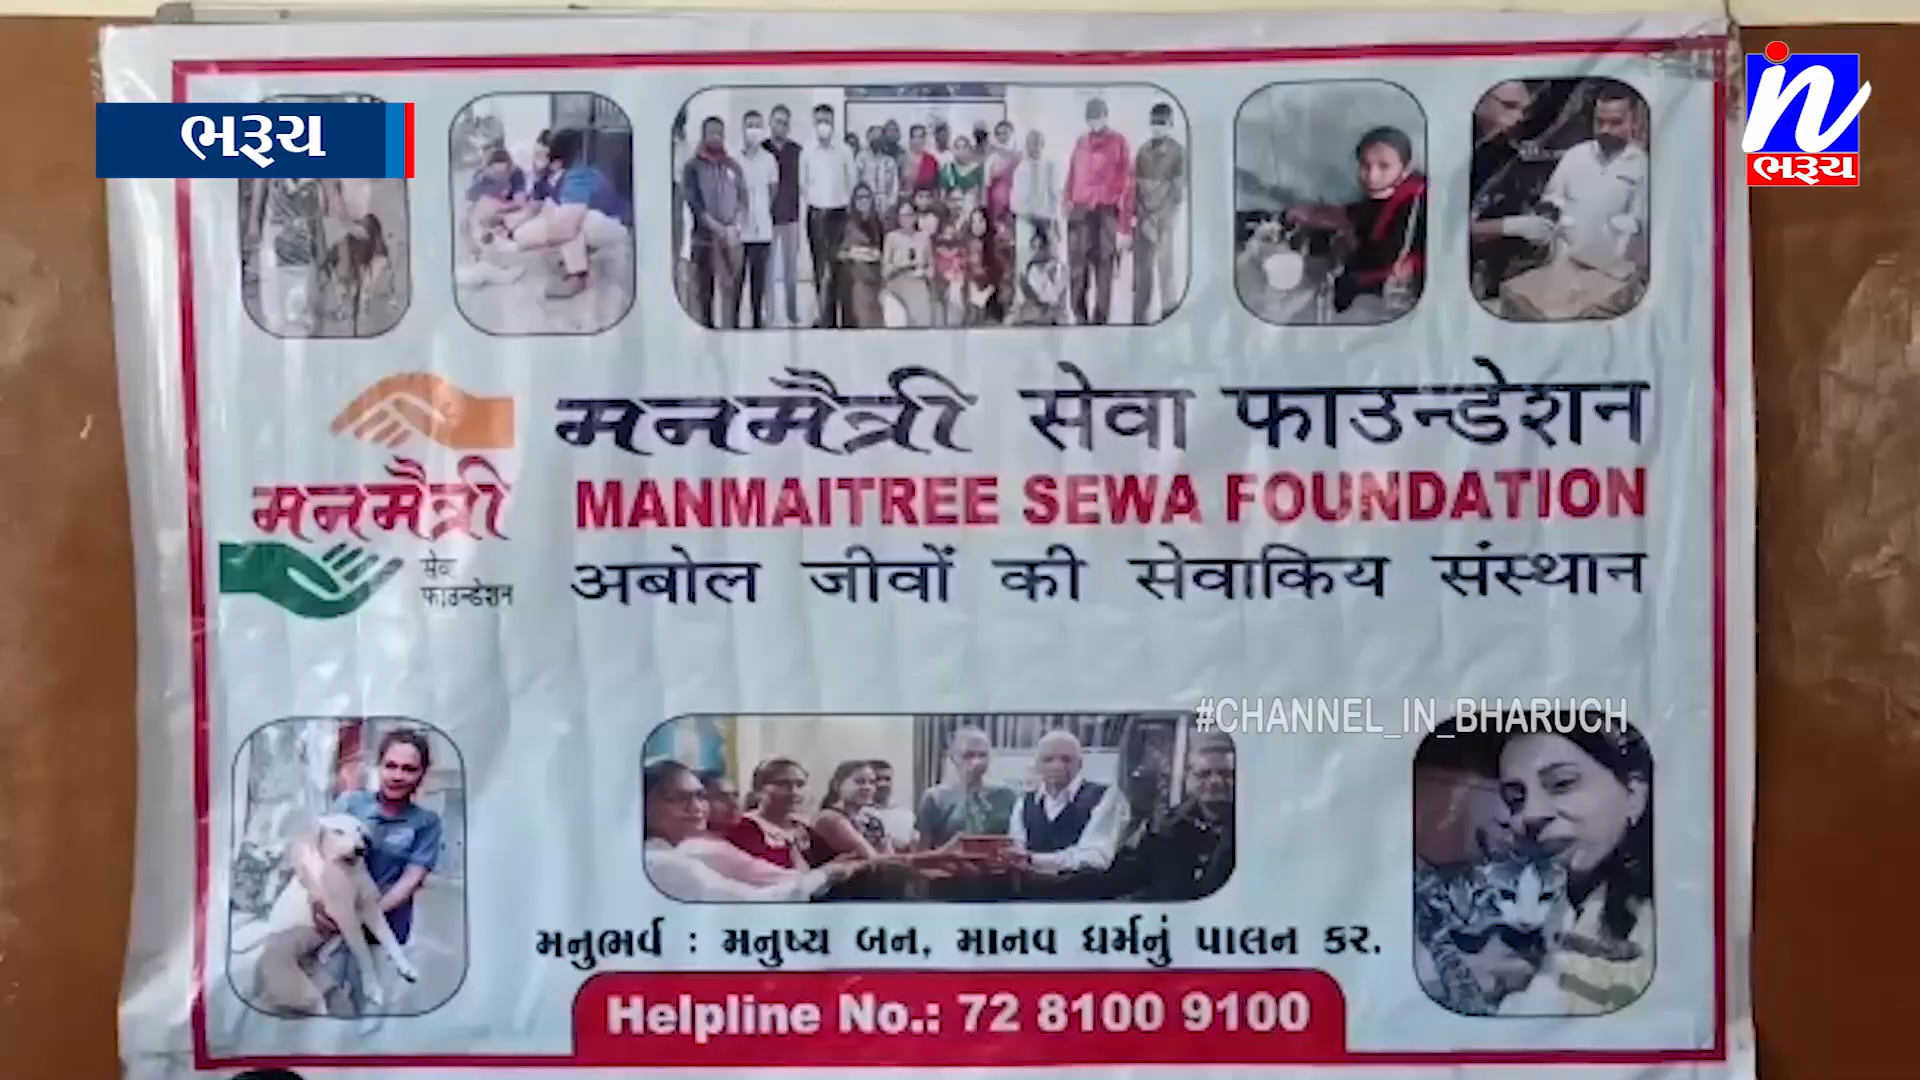 ભરૂચ
in
ભરૂચ
मनमैत्री सेवा फाउन्डेशन
मनमैत्री
सेवा
फाउन्डेशन
MANMAITREE SEWA FOUNDATION
अबोल जीवों की सेवाकिय संस्थान
#CHANNEL_IN_BHARUCH
મનુભર્વ : મનુષ્ય બન, માનવ ધર્મનું પાલન કર.
Helpline No.: 72 8100 9100